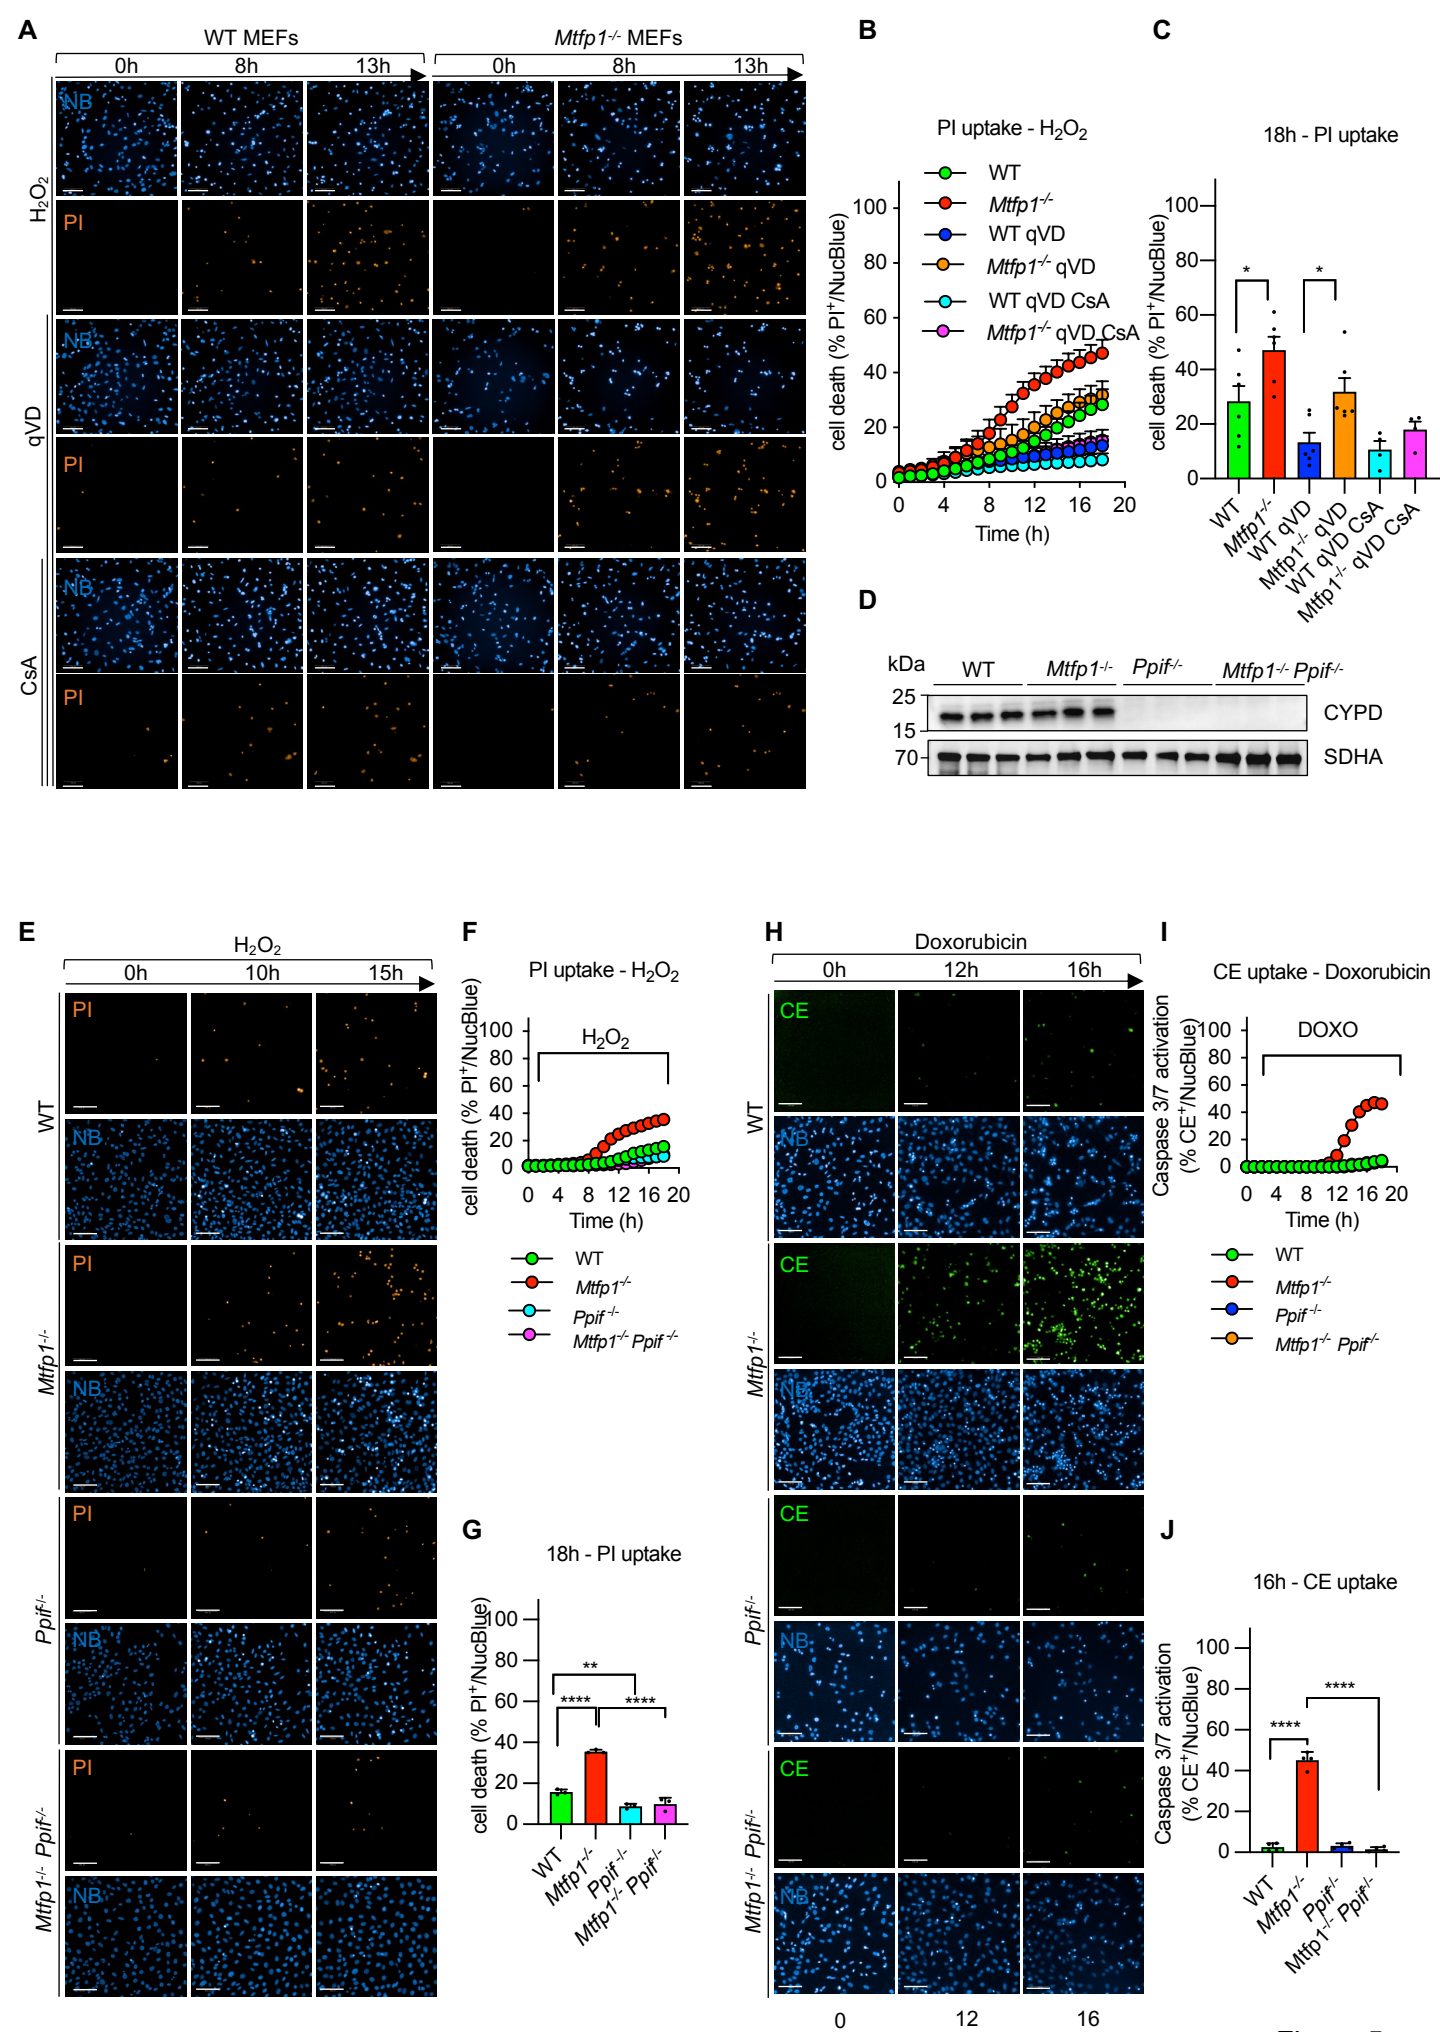 A
WT MEFs
Mtfp1-/- MEFs
0h 8h 13h 0h 8h 13h
H2O2
NB
PI
qVD
NB
PI
CsA
NB
PI
B
PI uptake - H2O2
WT
Mtfp1-/-
WT qVD
Mtfp1-/- qVD
WT qVD CsA
Mtfp1-/- qVD CsA
cell death (% PI+/NucBlue)
100
80
60
40
20
0
0 4 8 12 16 20
Time (h)
C
18h - PI uptake
cell death (% PI+/NucBlue)
100
80
60
40
20
0
* *
WT
Mtfp1-/-
WT qVD
Mtfp1-/- qVD
WT qVD CsA
Mtfp1-/- qVD CsA
D
kDa WT Mtfp1-/- Ppif-/- Mtfp1-/- Ppif-/-
25
15
CYPD
70
SDHA
E
H2O2
0h 10h 15h
WT
PI
NB
Mtfp1-/-
PI
NB
Ppif-/-
PI
NB
Mtfp1-/- Ppif-/-
PI
NB
F
PI uptake - H2O2
H2O2
cell death (% PI+/NucBlue)
100
80
60
40
20
0
0 4 8 12 16 20
Time (h)
WT
Mtfp1-/-
Ppif -/-
Mtfp1-/- Ppif -/-
G
18h - PI uptake
cell death (% PI+/NucBlue)
100
80
60
40
20
0
**
**** ****
WT
Mtfp1-/-
Ppif -/-
Mtfp1-/- Ppif-/-
H
Doxorubicin
0h 12h 16h
WT
CE
NB
Mtfp1-/-
CE
NB
Ppif-/-
CE
NB
Mtfp1-/- Ppif-/-
CE
NB
0 12 16
I
CE uptake - Doxorubicin
DOXO
Caspase 3/7 activation
(% CE+/NucBlue)
100
80
60
40
20
0
0 4 8 12 16 20
Time (h)
WT
Mtfp1-/-
Ppif -/-
Mtfp1-/- Ppif-/-
J
16h - CE uptake
Caspase 3/7 activation
(% CE+/NucBlue)
100
80
60
40
20
0
****
****
WT
Mtfp1-/-
Ppif-/-
Mtfp1-/- Ppif-/-